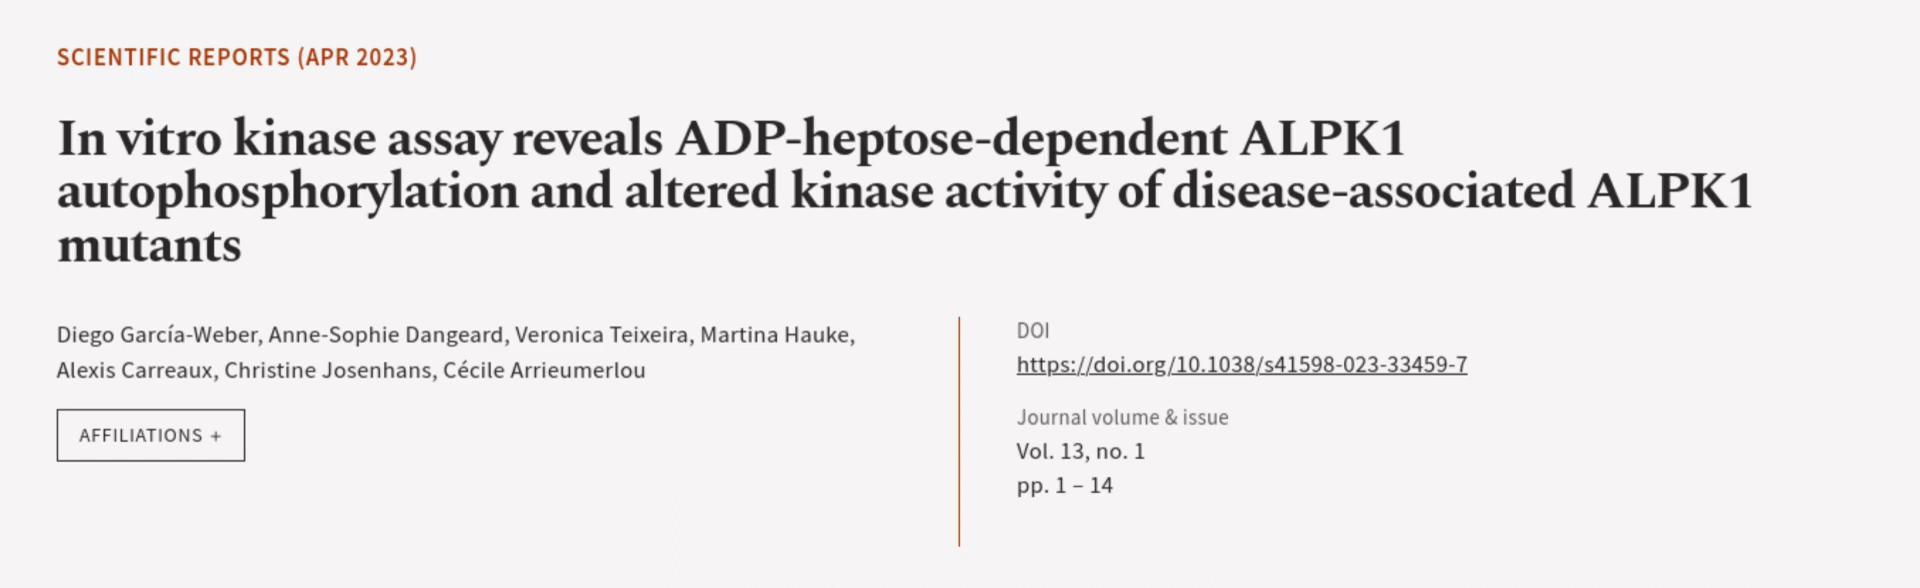 SCIENTIFIC REPORTS (APR 2023)
In vitro kinase assay reveals ADP-heptose-dependent ALPK1
autophosphorylation and altered kinase activity of disease-associated ALPK1
mutants
Diego García-Weber, Anne-Sophie Dangeard, Veronica Teixeira, Martina Hauke,
Alexis Carreaux, Christine Josenhans, Cécile Arrieumerlou
AFFILIATIONS +
DOI
https://doi.org/10.1038/s41598-023-33459-7
Journal volume & issue
Vol. 13, no. 1
pp. 1 – 14